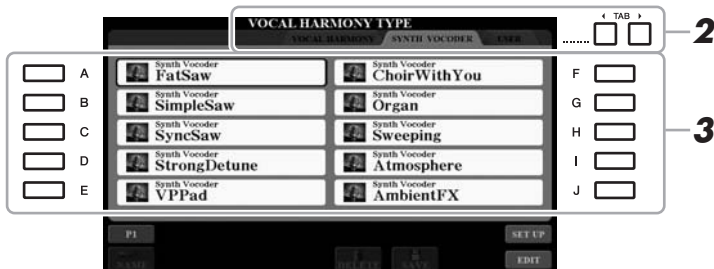 VOCAL HARMONY TYPE
TAB
2
VOCAL HARMONY SYNTH VOCODER USER
A Synth Vocoder FatSaw Synth Vocoder ChoirWithYou F
B Synth Vocoder SimpleSaw Synth Vocoder Organ G
C Synth Vocoder SyncSaw Synth Vocoder Sweeping H
3
D Synth Vocoder StrongDetune Synth Vocoder Atmosphere I
E Synth Vocoder VPPad Synth Vocoder AmbientFX J
P1 SET UP
NAME DELETE SAVE EDIT